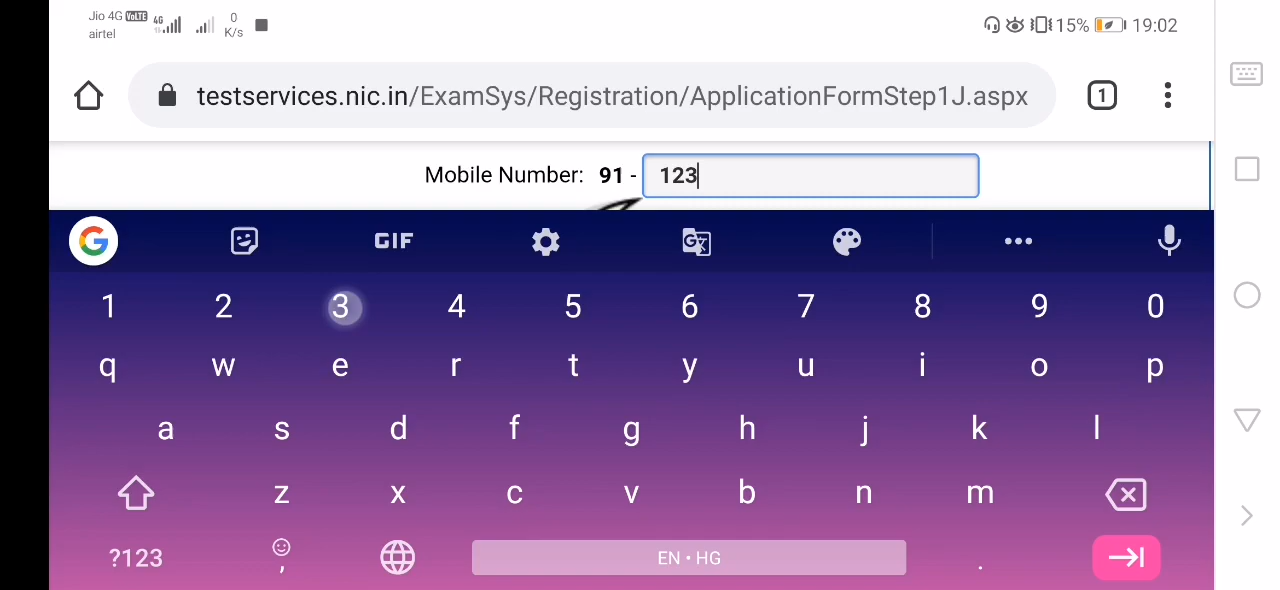 Jio 4G VoLTE 4G 0 K/s 15% 19:02
airtel
testservices.nic.in/ExamSys/Registration/ApplicationFormStep1J.aspx 1
Mobile Number: 91 - 123
G GIF G
1 2 3 4 5 6 7 8 9 0
q w e r t y u i o p
a s d f g h j k l
z x c v b n m
?123 , EN • HG .